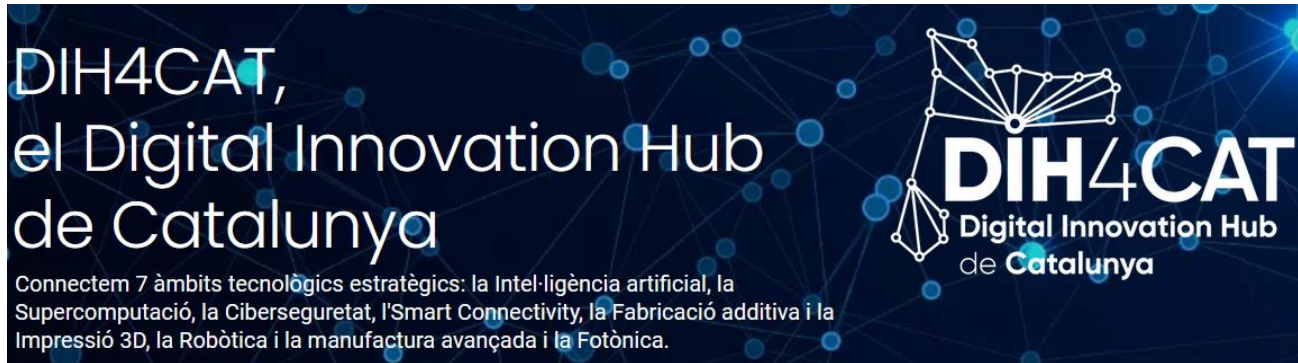 DIH4CAT,
el Digital Innovation Hub
de Catalunya
Connectem 7 àmbits tecnològics estratègics: la Intel·ligència artificial, la
Supercomputació, la Ciberseguretat, l'Smart Connectivity, la Fabricació additiva i la
Impressió 3D, la Robòtica i la manufactura avançada i la Fotònica.
DIH4CAT
Digital Innovation Hub
de Catalunya